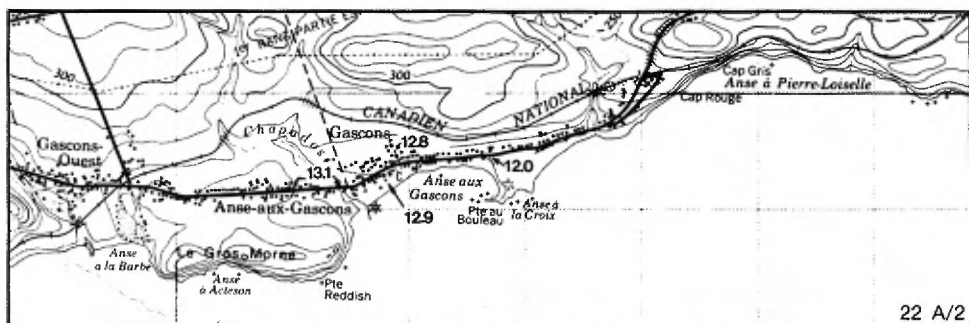 1er RANG PARTIE E
300
300
Cap Gris
Anse à Pierre-Loiselle
Cap Rouge
CANADIEN NATIONAL
Chapados
Gascons
12.8
Gascons-
Ouest
13.1
12.0
Anse aux
Gascons
Anse-aux-Gascons
12.9
Pte au
Bouleau
Anse à
la Croix
Anse
à la Barbe
Le Gros Morne
Anse
à Acteson
Pte
Reddish
22 A/2